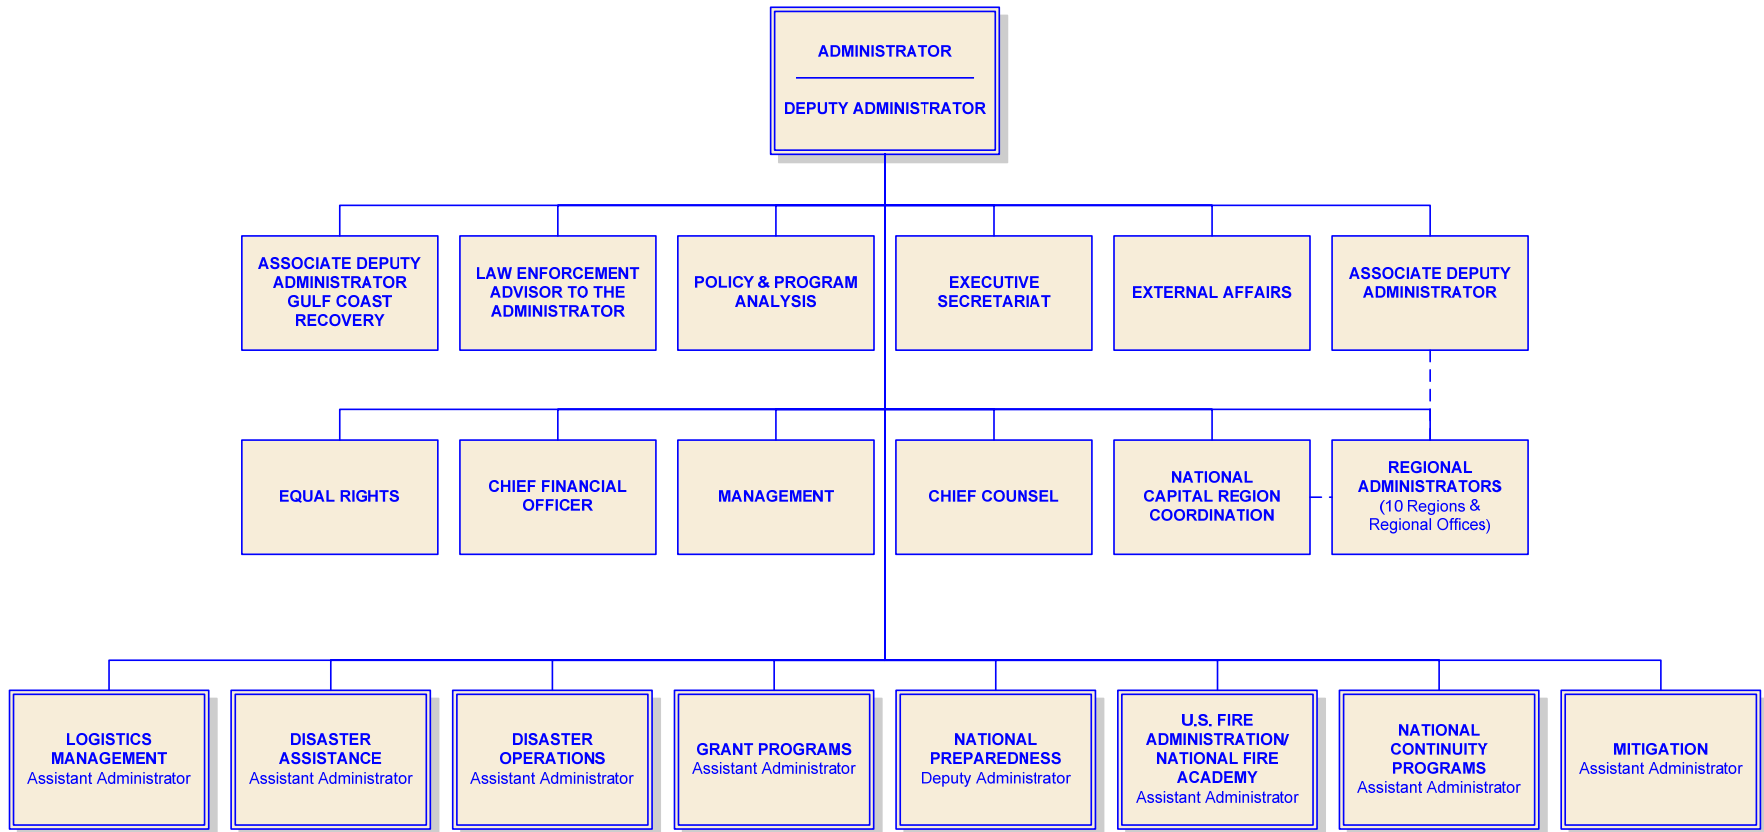 ADMINISTRATOR
DEPUTY ADMINISTRATOR
ASSOCIATE DEPUTY
ADMINISTRATOR
GULF COAST
RECOVERY
LAW ENFORCEMENT
ADVISOR TO THE
ADMINISTRATOR
POLICY & PROGRAM
ANALYSIS
EXECUTIVE
SECRETARIAT
EXTERNAL AFFAIRS
ASSOCIATE DEPUTY
ADMINISTRATOR
EQUAL RIGHTS
CHIEF FINANCIAL
OFFICER
MANAGEMENT
CHIEF COUNSEL
NATIONAL
CAPITAL REGION
COORDINATION
REGIONAL
ADMINISTRATORS
(10 Regions &
Regional Offices)
LOGISTICS
MANAGEMENT
Assistant Administrator
DISASTER
ASSISTANCE
Assistant Administrator
DISASTER
OPERATIONS
Assistant Administrator
GRANT PROGRAMS
Assistant Administrator
NATIONAL
PREPAREDNESS
Deputy Administrator
U.S. FIRE
ADMINISTRATION/
NATIONAL FIRE
ACADEMY
Assistant Administrator
NATIONAL
CONTINUITY
PROGRAMS
Assistant Administrator
MITIGATION
Assistant Administrator